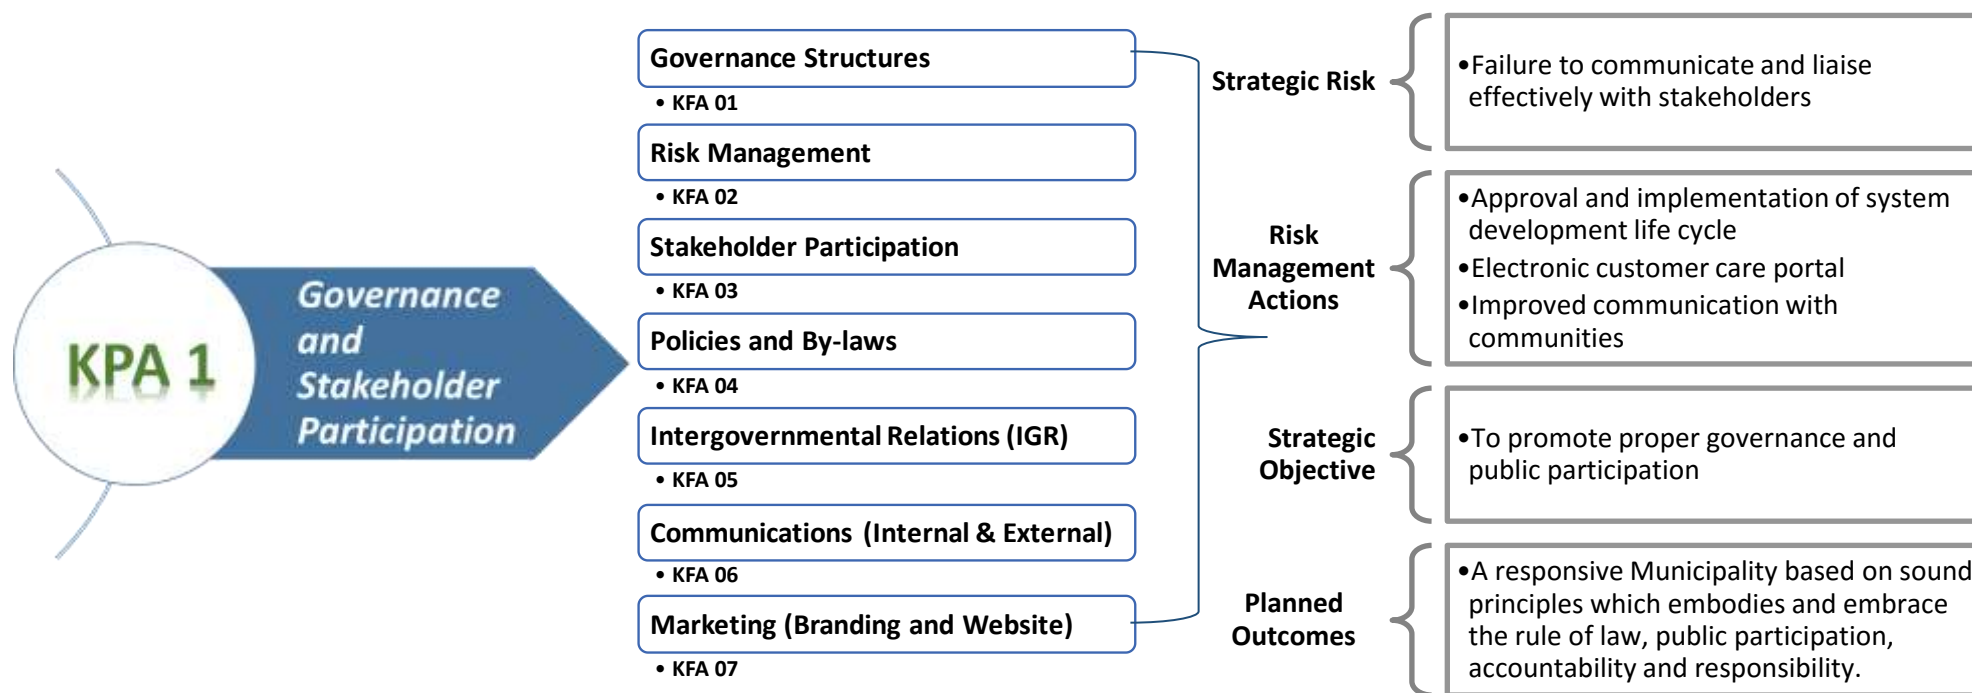 KPA 1
Governance
and
Stakeholder
Participation
Governance Structures
• KFA 01
Risk Management
• KFA 02
Stakeholder Participation
• KFA 03
Policies and By-laws
• KFA 04
Intergovernmental Relations (IGR)
• KFA 05
Communications (Internal & External)
• KFA 06
Marketing (Branding and Website)
• KFA 07
Strategic Risk
•Failure to communicate and liaise
effectively with stakeholders
Risk
Management
Actions
•Approval and implementation of system
development life cycle
•Electronic customer care portal
•Improved communication with
communities
Strategic
Objective
•To promote proper governance and
public participation
Planned
Outcomes
•A responsive Municipality based on sound
principles which embodies and embrace
the rule of law, public participation,
accountability and responsibility.